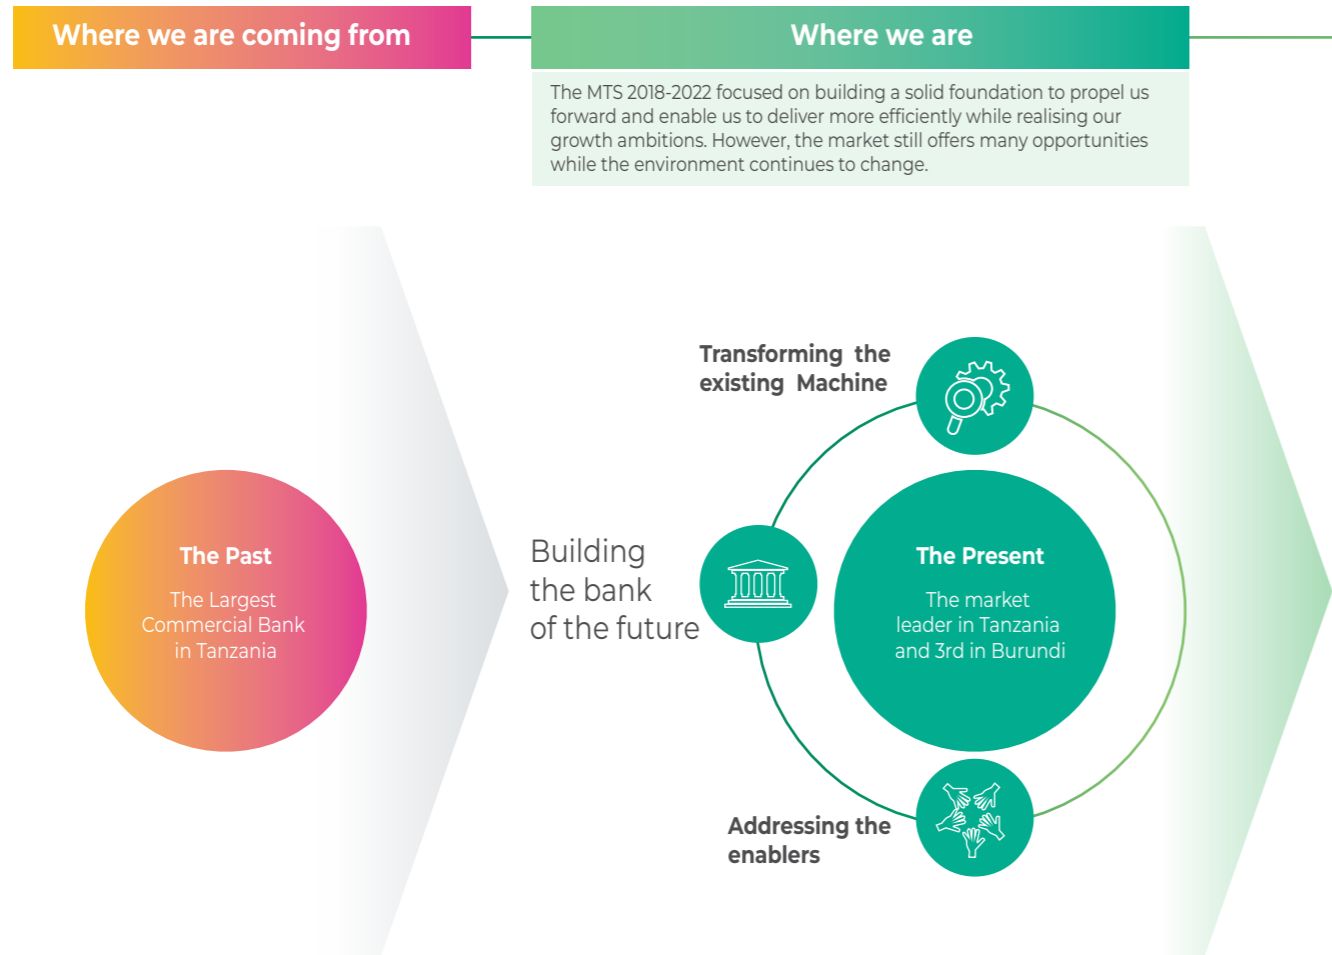 Where we are coming from
Where we are
The MTS 2018-2022 focused on building a solid foundation to propel us
forward and enable us to deliver more efficiently while realising our
growth ambitions. However, the market still offers many opportunities
while the environment continues to change.
The Past
The Largest
Commercial Bank
in Tanzania
Building
the bank
of the future
Transforming the
existing Machine
The Present
The market
leader in Tanzania
and 3rd in Burundi
Addressing the
enablers